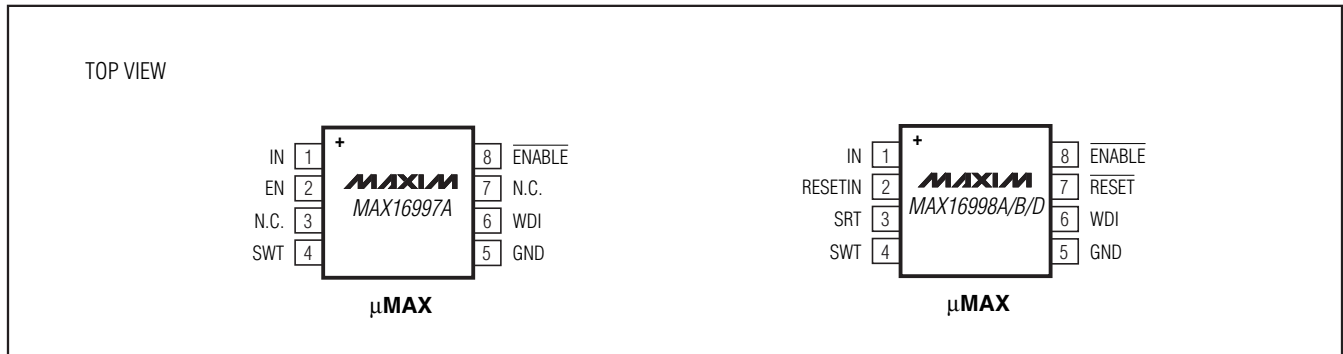 TOP VIEW
+
IN 1
EN 2
N.C. 3
SWT 4
MAXIM
MAX16997A
8 ENABLE
7 N.C.
6 WDI
5 GND
µMAX
+
IN 1
RESETIN 2
SRT 3
SWT 4
MAXIM
MAX16998A/B/D
8 ENABLE
7 RESET
6 WDI
5 GND
µMAX